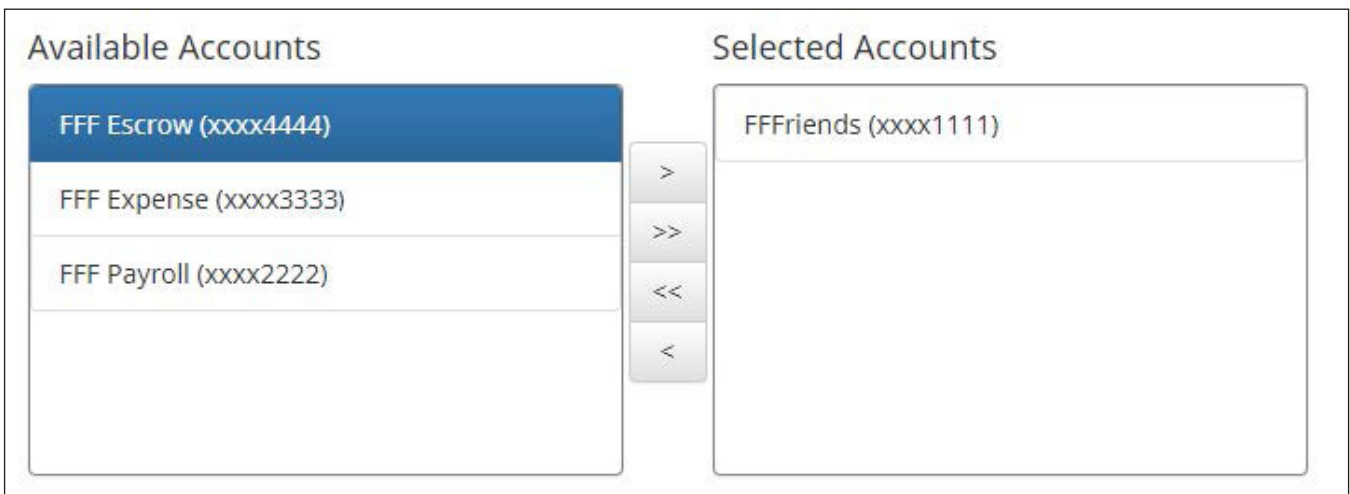 Available Accounts
FFF Escrow (xxxx4444)
FFF Expense (xxxx3333)
FFF Payroll (xxxx2222)
>
>>
<<
<
Selected Accounts
FFFriends (xxxx1111)